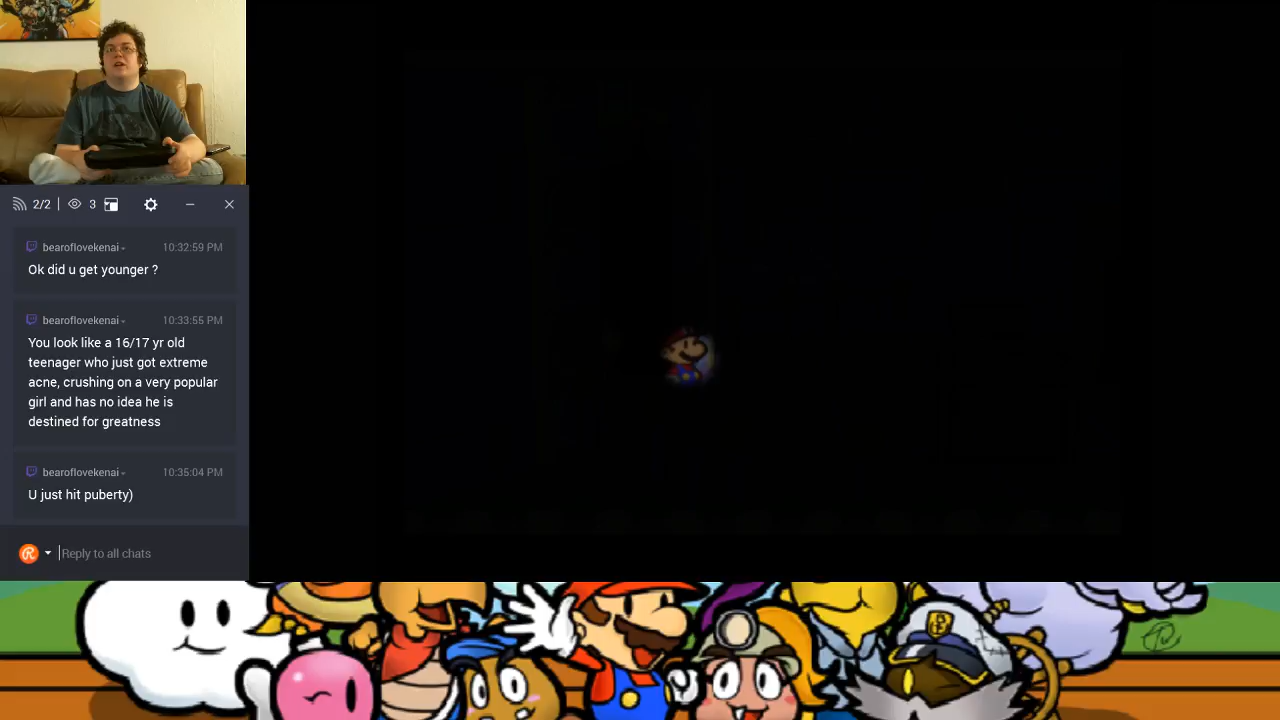 2/2 | 3
bearoflovekenai 10:32:59 PM
Ok did u get younger ?
bearoflovekenai 10:33:55 PM
You look like a 16/17 yr old
teenager who just got extreme
acne, crushing on a very popular
girl and has no idea he is
destined for greatness
bearoflovekenai 10:35:04 PM
U just hit puberty)
Reply to all chats